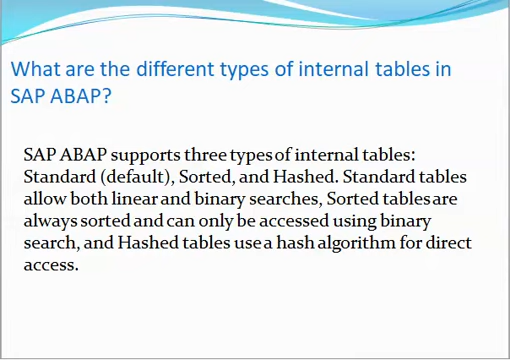 What are the different types of internal tables in
SAP ABAP?
SAP ABAP supports three types of internal tables:
Standard (default), Sorted, and Hashed. Standard tables
allow both linear and binary searches, Sorted tables are
always sorted and can only be accessed using binary
search, and Hashed tables use a hash algorithm for direct
access.